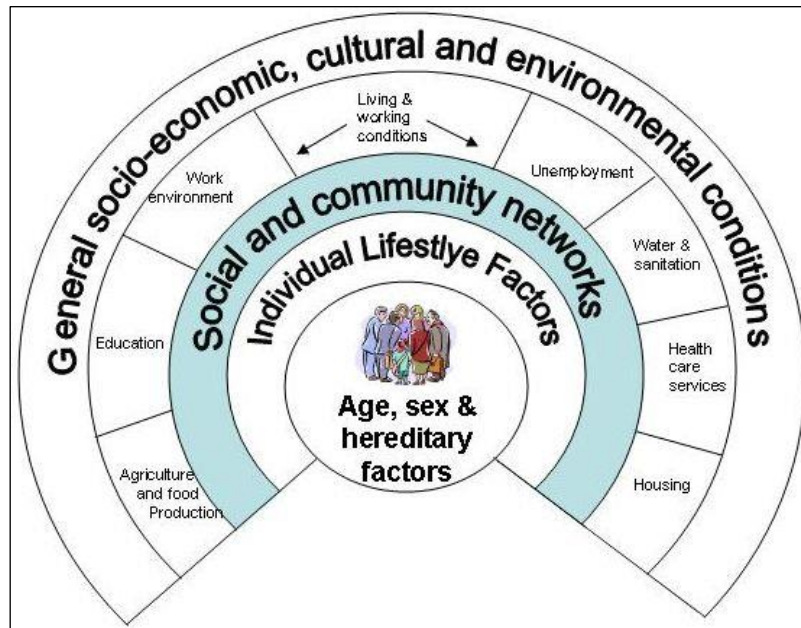 General socio-economic, cultural and environmental conditions
Living &
working
conditions
Work
environment
Unemployment
Education
Water &
sanitation
Agriculture
and food
Production
Health
care
services
Housing
Social and community networks
Individual Lifestlye Factors
Age, sex &
hereditary
factors